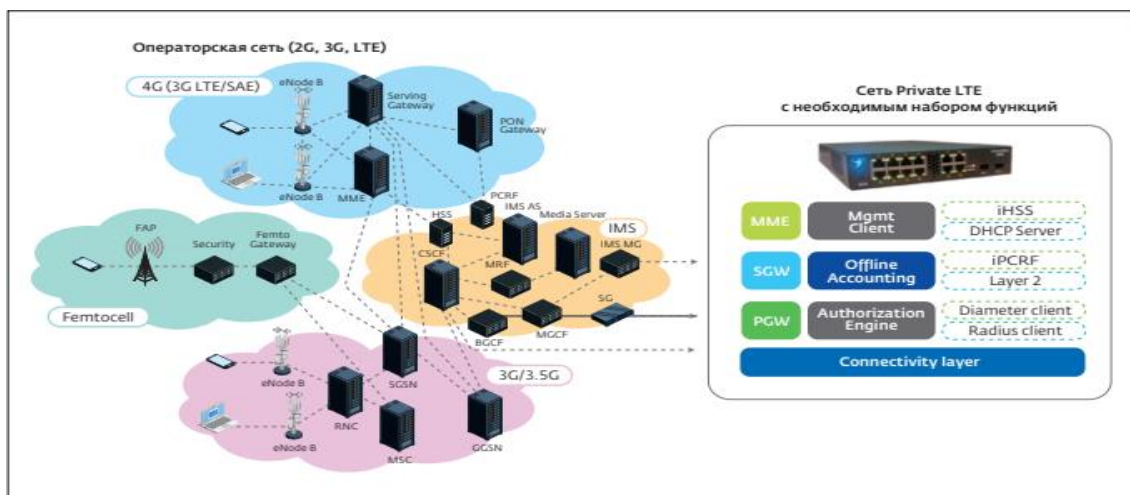 Операторская сеть (2G, 3G, LTE)
4G (3G LTE/SAE)
eNode B
Serving
Gateway
PON
Gateway
eNode B
MME
PCRF
HSS
IMS AS
Media Server
IMS
CSCF
IMS MG
MRF
SG
BGCF
MGCF
FAP
Security
Femto
Gateway
Femtocell
eNode B
SGSN
3G/3.5G
eNode B
RNC
MSC
GGSN
Сеть Private LTE
с необходимым набором функций
MME
Mgmt
Client
iHSS
DHCP Server
SGW
Offline
Accounting
iPCRF
Layer 2
PGW
Authorization
Engine
Diameter client
Radius client
Connectivity layer